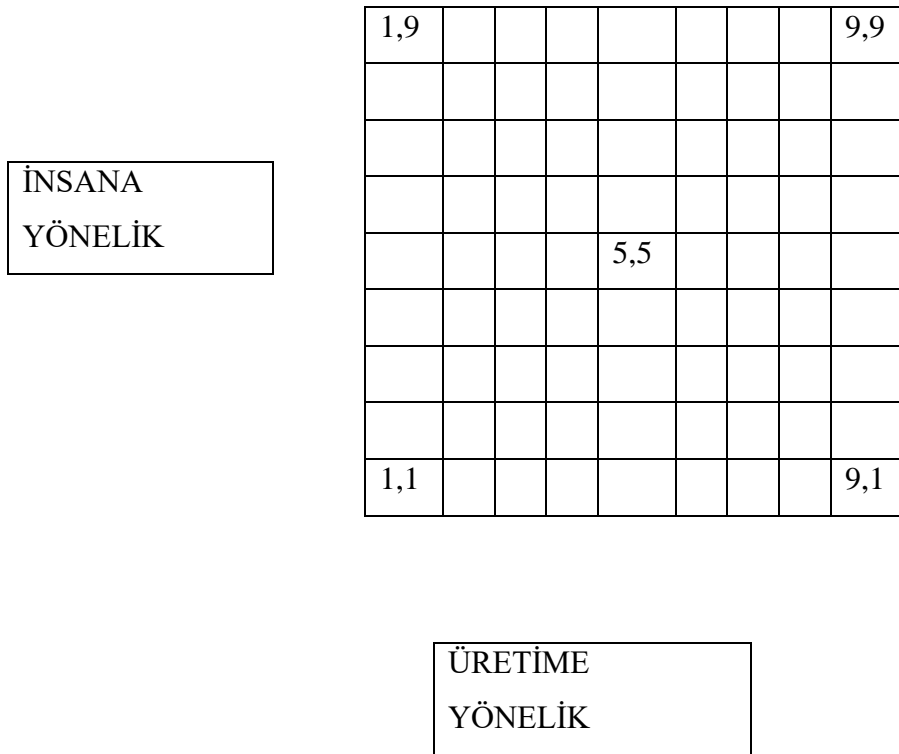 1,9 9,9
İNSANA
YÖNELİK
5,5
1,1 9,1
ÜRETİME
YÖNELİK